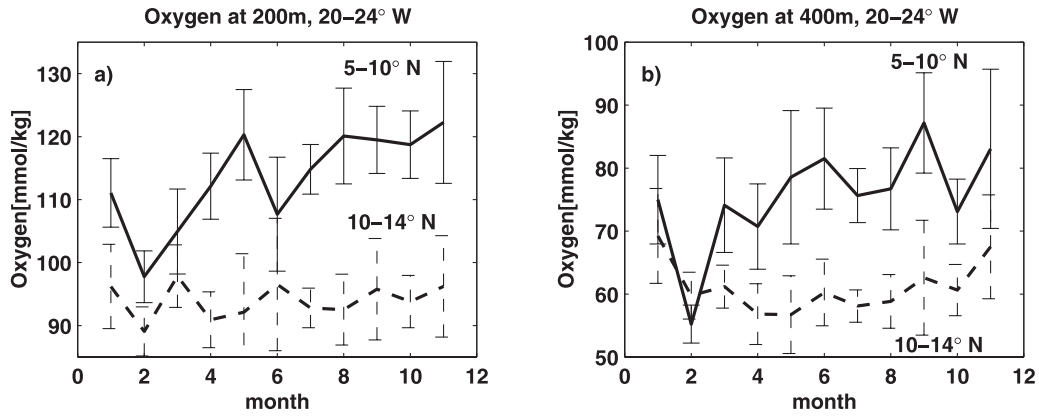 Oxygen at 200m, 20–24° W
a)
5–10° N
10–14° N
Oxygen[mmol/kg]
130
120
110
100
90
0 2 4 6 8 10 12
month
Oxygen at 400m, 20–24° W
b)
5–10° N
10–14° N
Oxygen[mmol/kg]
100
90
80
70
60
50
0 2 4 6 8 10 12
month